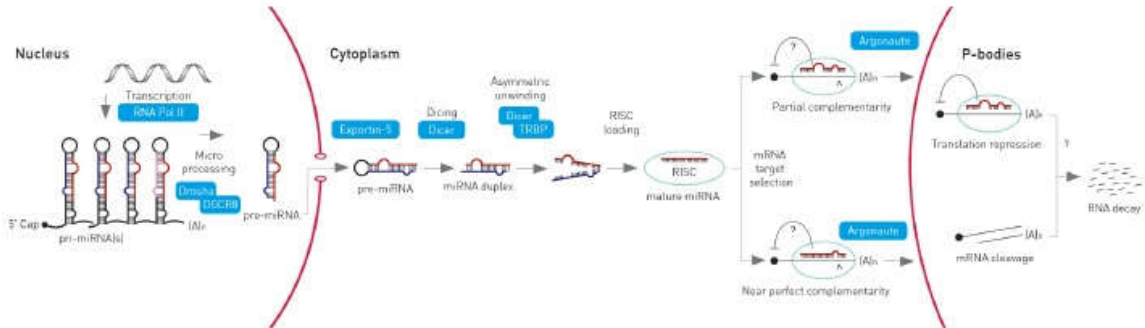 Nucleus
Transcription
RNA Pol II
Micro
processing
Drosha
DGCR8
5' Cap
(A)n
pri-miRNA(s)
pre-miRNA
Cytoplasm
Exportin-5
pre-miRNA
Dicing
Dicer
miRNA duplex
Asymmetric
unwinding
Dicer
TRBP
RISC
loading
RISC
mature miRNA
mRNA
target
selection
?
(A)n
Argonaute
Partial complementarity
?
(A)n
Argonaute
Near perfect complementarity
P-bodies
(A)n
Translation repression
?
(A)n
mRNA cleavage
RNA decay